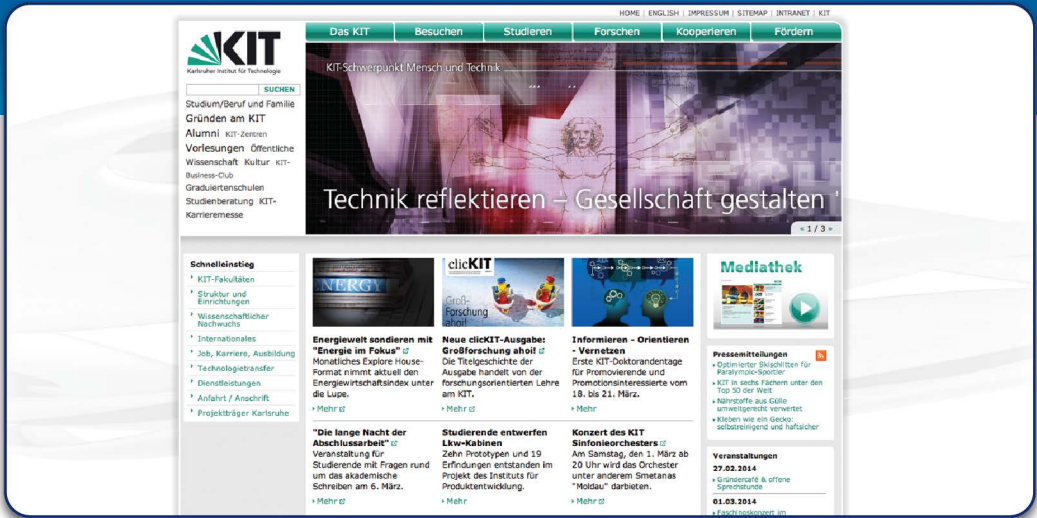 HOME | ENGLISH | IMPRESSUM | SITEMAP | INTRANET | KIT
KIT
Karlsruher Institut für Technologie
Das KIT
Besuchen
Studieren
Forschen
Kooperieren
Fördern
SUCHEN
Studium/Beruf und Familie
Gründen am KIT
Alumni KIT-Zentren
Vorlesungen Öffentliche
Wissenschaft Kultur KIT-
Business-Club
Graduiertenschulen
Studienberatung KIT-
Karrieremesse
KIT-Schwerpunkt Mensch und Technik
Technik reflektieren – Gesellschaft gestalten
« 1 / 3 »
Schnelleinstieg
KIT-Fakultäten
Struktur und
Einrichtungen
Wissenschaftlicher
Nachwuchs
Internationales
Job, Karriere, Ausbildung
Technologietransfer
Dienstleistungen
Anfahrt / Anschrift
Projektträger Karlsruhe
ENERGY
Energiewelt sondieren mit
"Energie im Fokus"
Monatliches Explore House-
Format nimmt aktuell den
Energiewirtschaftsindex unter
die Lupe.
Mehr
clicKIT
Groß-
Forschung
ahoi!
Neue clicKIT-Ausgabe:
Großforschung ahoi!
Die Titelgeschichte der
Ausgabe handelt von der
forschungsorientierten Lehre
am KIT.
Mehr
Informieren - Orientieren
- Vernetzen
Erste KIT-Doktorandentage
für Promovierende und
Promotionsinteressierte vom
18. bis 21. März.
Mehr
"Die lange Nacht der
Abschlussarbeit"
Veranstaltung für
Studierende mit Fragen rund
um das akademische
Schreiben am 6. März.
Mehr
Studierende entwerfen
Lkw-Kabinen
Zehn Prototypen und 19
Erfindungen entstanden im
Projekt des Instituts für
Produktentwicklung.
Mehr
Konzert des KIT
Sinfonieorchesters
Am Samstag, den 1. März ab
20 Uhr wird das Orchester
unter anderem Smetanas
"Moldau" darbieten.
Mehr
Mediathek
Pressemitteilungen
Optimierter Skischlitten für
Paralympic-Sportler
KIT in sechs Fächern unter den
Top 50 der Welt
Nährstoffe aus Gülle
umweltgerecht verwertet
Kleben wie ein Gecko:
selbstreinigend und haftsicher
Veranstaltungen
27.02.2014
Gründercafé & offene
Sprechstunde
01.03.2014
Faschingskonzert im